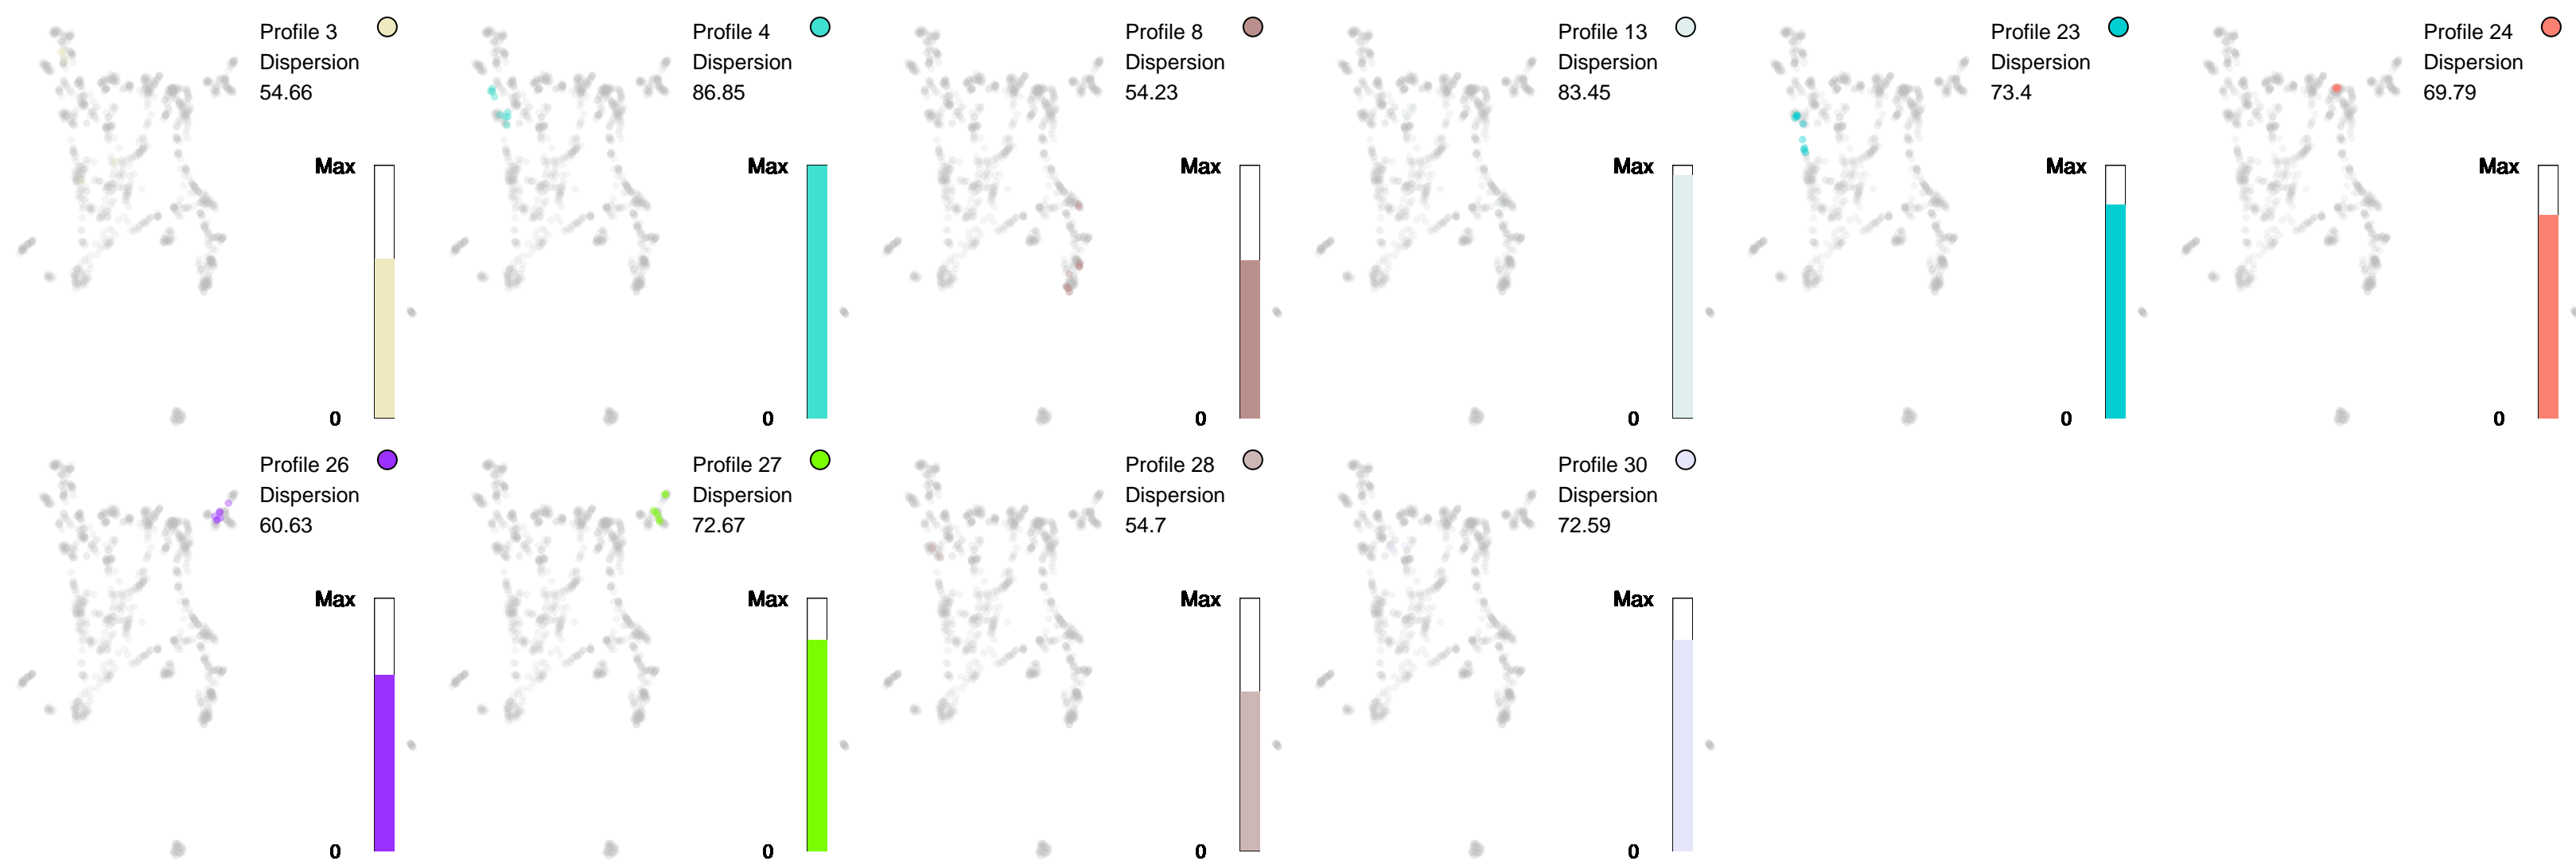 Profile 3
Dispersion
54.66
Max
0
Profile 4
Dispersion
86.85
Max
0
Profile 8
Dispersion
54.23
Max
0
Profile 13
Dispersion
83.45
Max
0
Profile 23
Dispersion
73.4
Max
0
Profile 24
Dispersion
69.79
Max
0
Profile 26
Dispersion
60.63
Max
0
Profile 27
Dispersion
72.67
Max
0
Profile 28
Dispersion
54.7
Max
0
Profile 30
Dispersion
72.59
Max
0